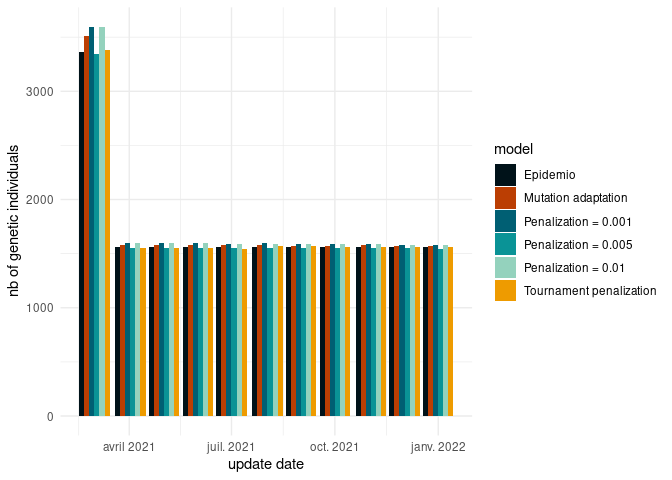 3000
2000
1000
0
nb of genetic individuals
avril 2021
juil. 2021
oct. 2021
janv. 2022
update date
model
Epidemio
Mutation adaptation
Penalization = 0.001
Penalization = 0.005
Penalization = 0.01
Tournament penalization